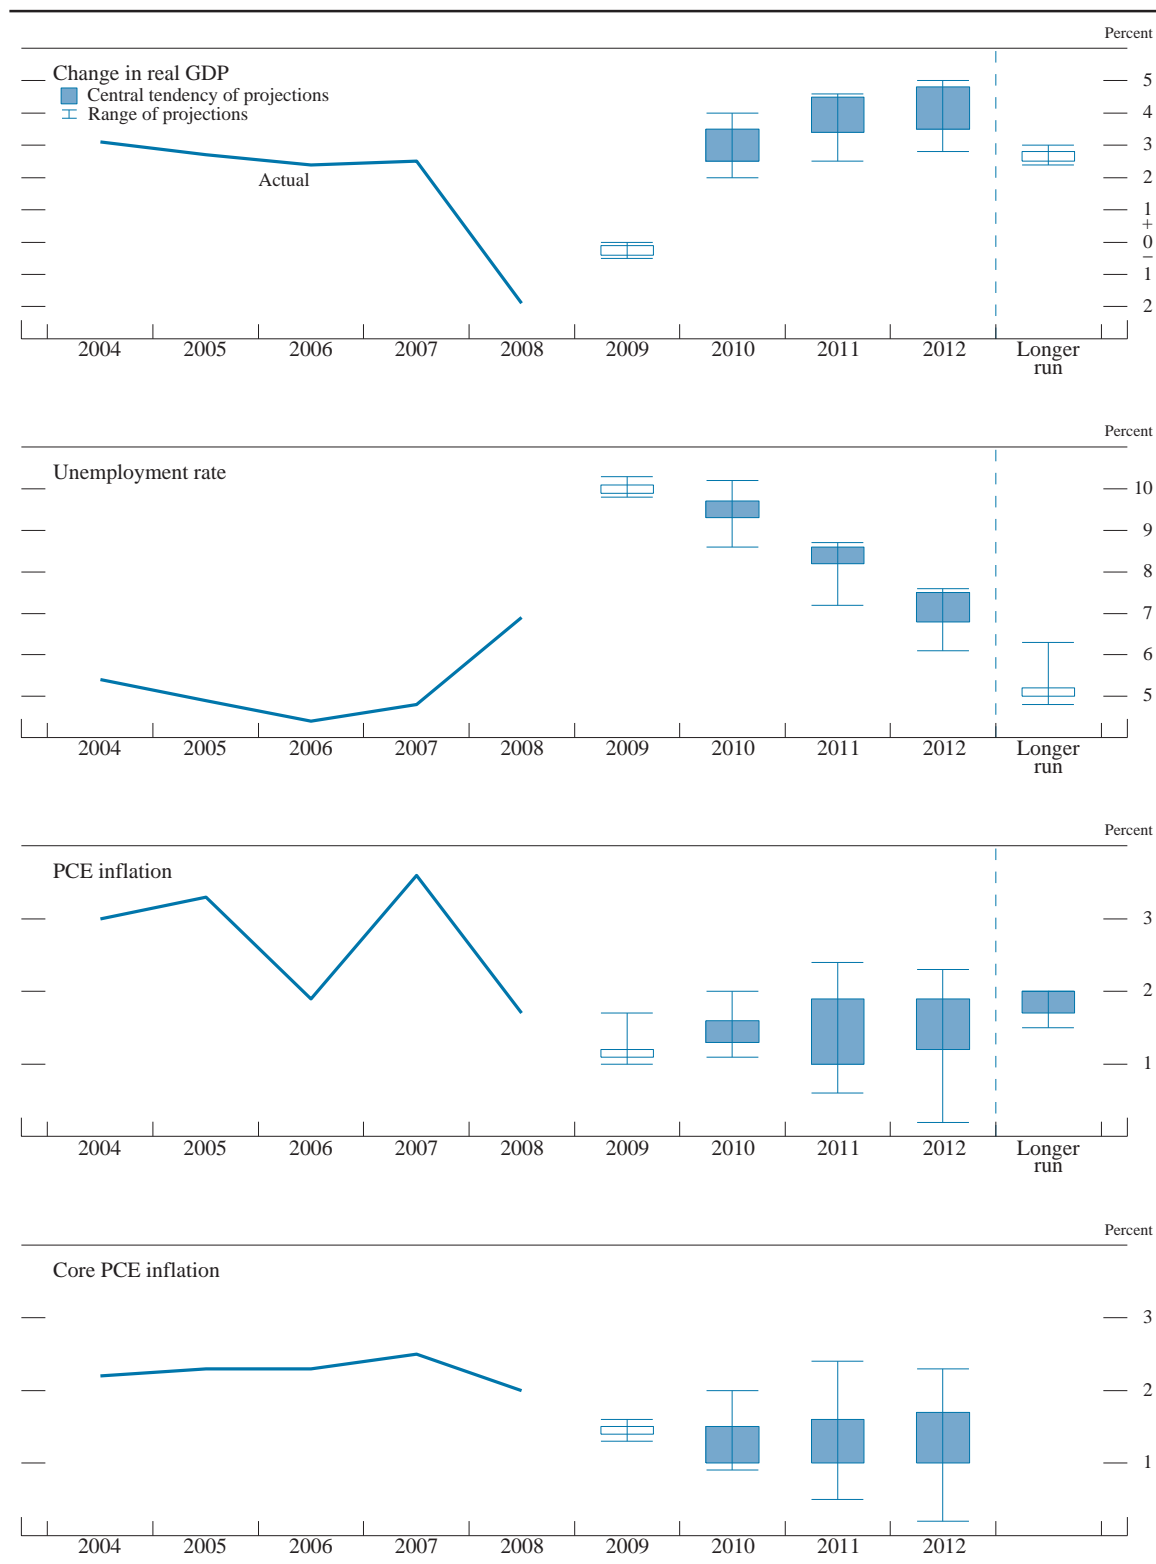 Percent
Change in real GDP
Central tendency of projections
Range of projections
Actual
5
4
3
2
1
+
0
–
1
2
2004 2005 2006 2007 2008 2009 2010 2011 2012 Longer
run
Percent
Unemployment rate
10
9
8
7
6
5
2004 2005 2006 2007 2008 2009 2010 2011 2012 Longer
run
Percent
PCE inflation
3
2
1
2004 2005 2006 2007 2008 2009 2010 2011 2012 Longer
run
Percent
Core PCE inflation
3
2
1
2004 2005 2006 2007 2008 2009 2010 2011 2012